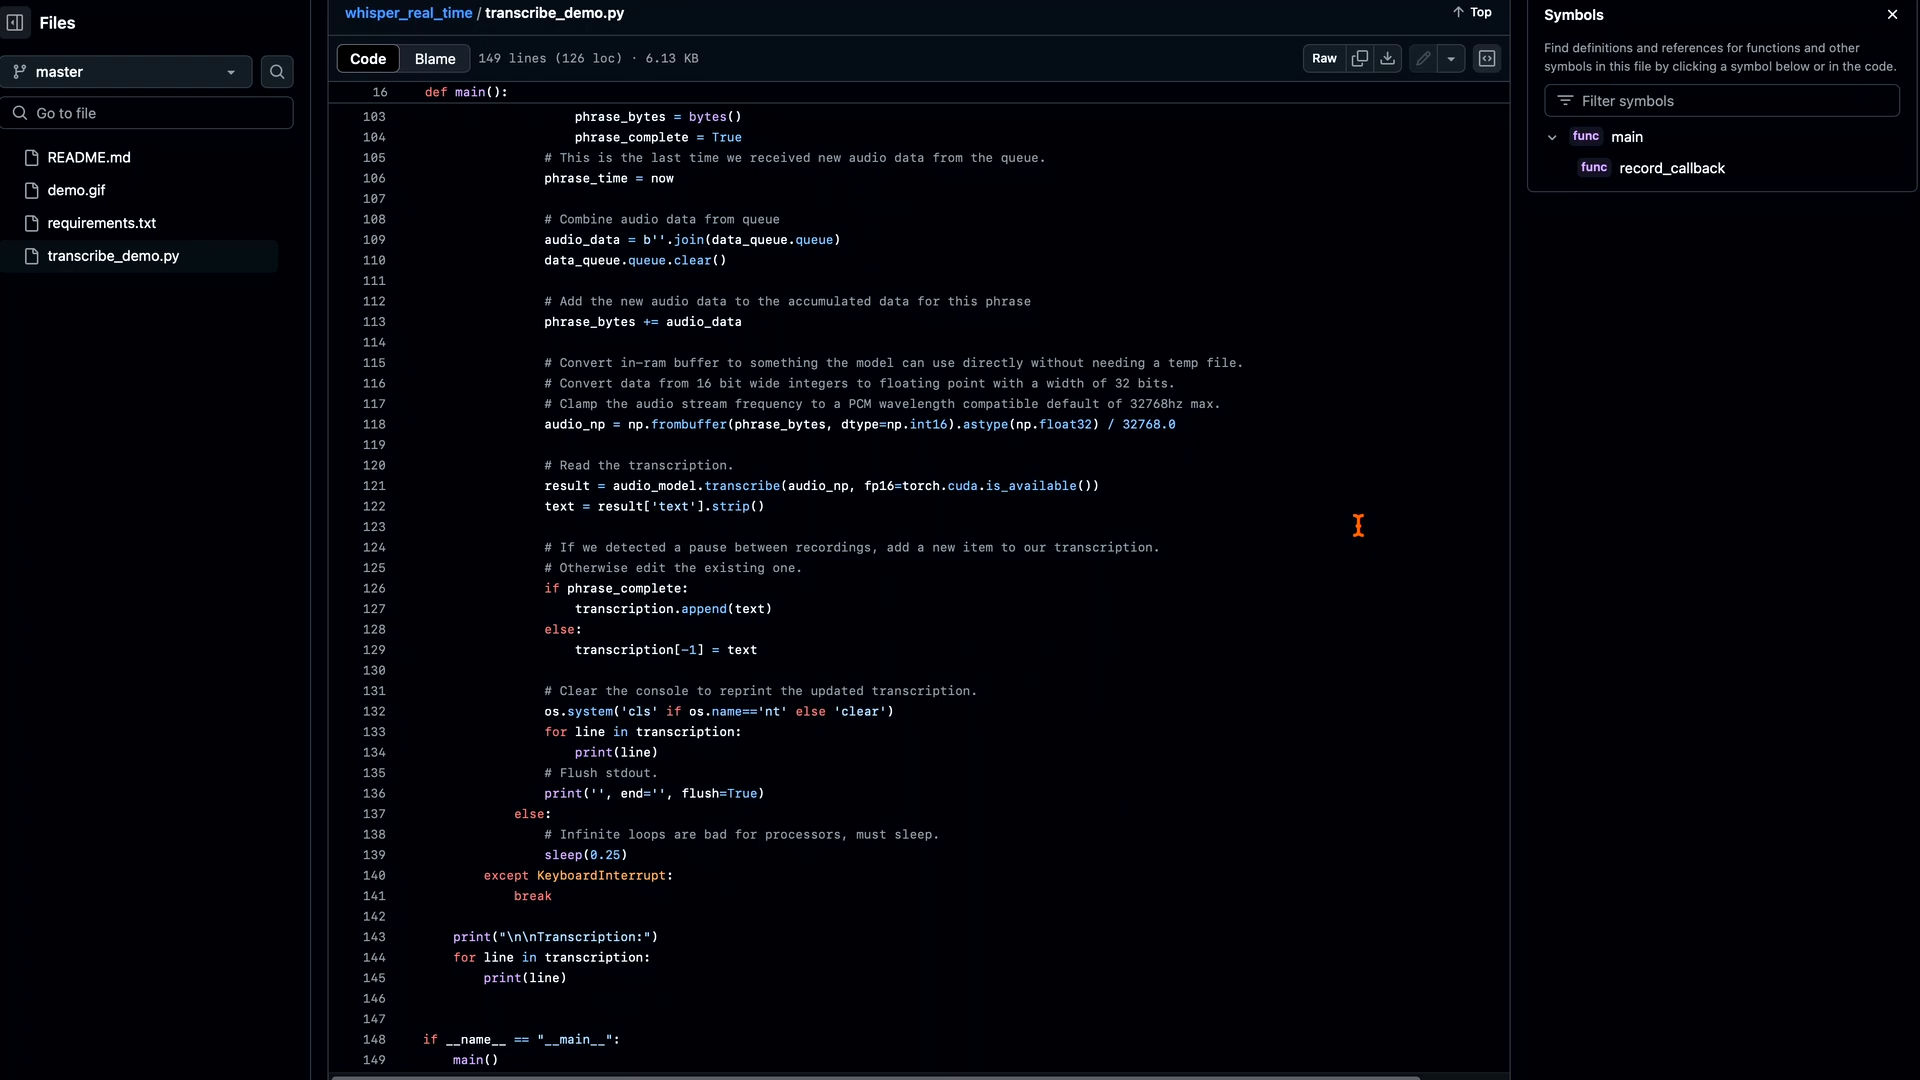 Files
master
Go to file
README.md
demo.gif
requirements.txt
transcribe_demo.py
whisper_real_time / transcribe_demo.py
Top
Code Blame 149 lines (126 loc) · 6.13 KB
Raw
16 def main():
103 phrase_bytes = bytes()
104 phrase_complete = True
105 # This is the last time we received new audio data from the queue.
106 phrase_time = now
107
108 # Combine audio data from queue
109 audio_data = b''.join(data_queue.queue)
110 data_queue.queue.clear()
111
112 # Add the new audio data to the accumulated data for this phrase
113 phrase_bytes += audio_data
114
115 # Convert in-ram buffer to something the model can use directly without needing a temp file.
116 # Convert data from 16 bit wide integers to floating point with a width of 32 bits.
117 # Clamp the audio stream frequency to a PCM wavelength compatible default of 32768hz max.
118 audio_np = np.frombuffer(phrase_bytes, dtype=np.int16).astype(np.float32) / 32768.0
119
120 # Read the transcription.
121 result = audio_model.transcribe(audio_np, fp16=torch.cuda.is_available())
122 text = result['text'].strip()
123
124 # If we detected a pause between recordings, add a new item to our transcription.
125 # Otherwise edit the existing one.
126 if phrase_complete:
127 transcription.append(text)
128 else:
129 transcription[-1] = text
130
131 # Clear the console to reprint the updated transcription.
132 os.system('cls' if os.name=='nt' else 'clear')
133 for line in transcription:
134 print(line)
135 # Flush stdout.
136 print('', end='', flush=True)
137 else:
138 # Infinite loops are bad for processors, must sleep.
139 sleep(0.25)
140 except KeyboardInterrupt:
141 break
142
143 print("\n\nTranscription:")
144 for line in transcription:
145 print(line)
146
147
148 if __name__ == "__main__":
149 main()
Symbols
Find definitions and references for functions and other
symbols in this file by clicking a symbol below or in the code.
Filter symbols
func main
func record_callback